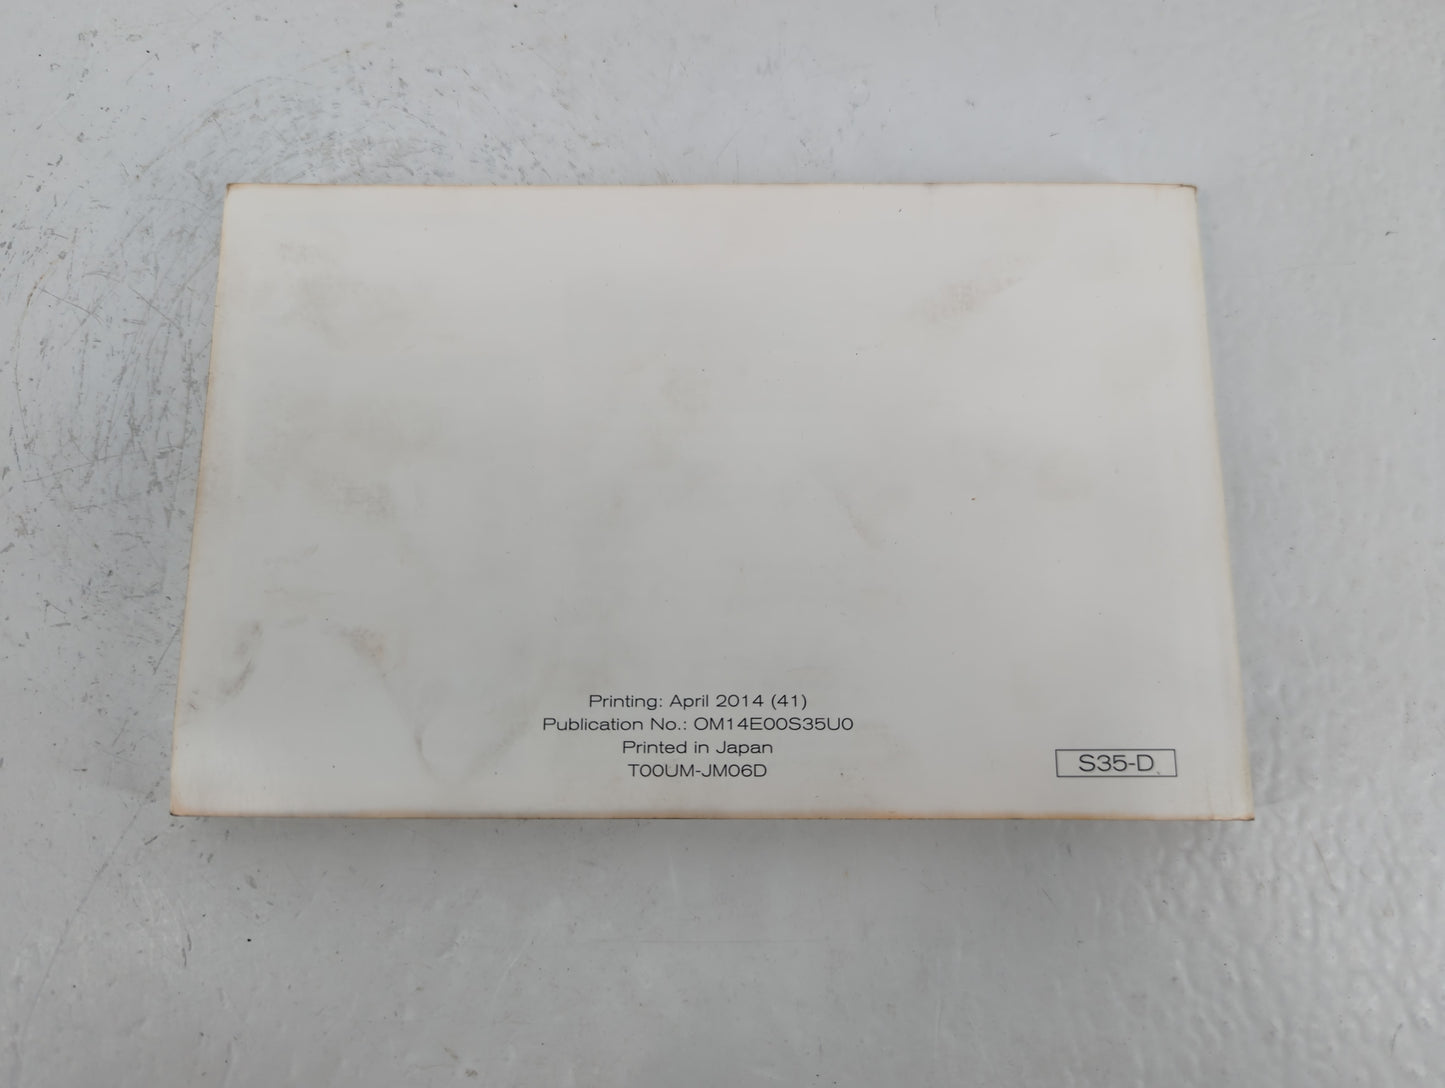 Printing: April 2014 (41)
Publication No.: OM14E00S35U0
Printed in Japan
T00UM-JM06D
S35-D